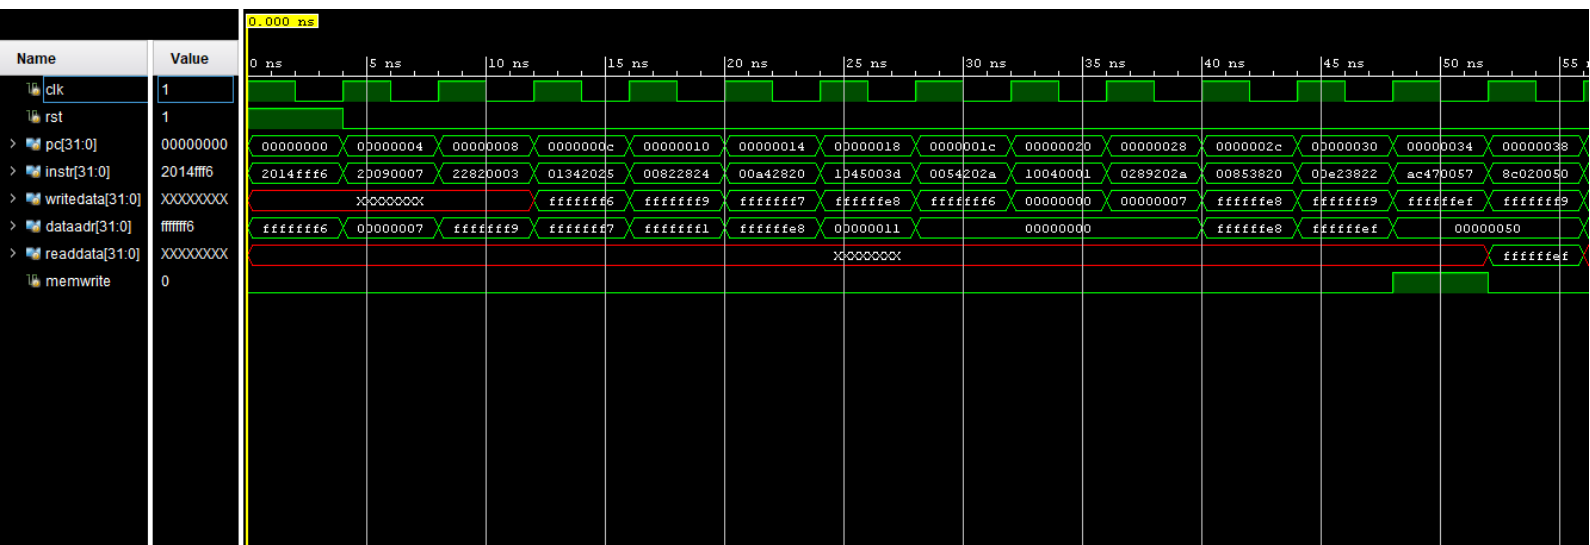 0.000 ns
Name Value 0 ns 5 ns 10 ns 15 ns 20 ns 25 ns 30 ns 35 ns 40 ns 45 ns 50 ns 55
clk 1
rst 1
pc[31:0] 00000000 00000000 00000004 00000008 0000000c 00000010 00000014 00000018 0000001c 00000020 00000028 0000002c 00000030 00000034 00000038
instr[31:0] 2014fff6 2014fff6 20090007 22820003 01342025 00822824 00a42820 1045003d 0054202a 10040001 0289202a 00853820 00e23822 ac470057 8c020050
writedata[31:0] XXXXXXXX XXXXXXXX fffffff6 fffffff9 fffffff7 ffffffe8 fffffff6 00000000 00000007 ffffffe8 fffffff9 ffffffef fffffff9
dataadr[31:0] fffffff6 fffffff6 00000007 fffffff9 fffffff7 fffffff1 ffffffe8 00000011 00000000 ffffffe8 ffffffef 00000050
readdata[31:0] XXXXXXXX XXXXXXXX ffffffef
memwrite 0